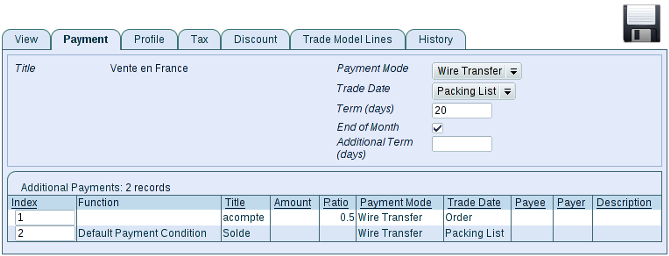 View Payment Profile Tax Discount Trade Model Lines History
Title Vente en France Payment Mode Wire Transfer
Trade Date Packing List
Term (days) 20
End of Month
Additional Term
(days)
Additional Payments: 2 records
Index Function Title Amount Ratio Payment Mode Trade Date Payee Payer Description
1 acompte 0.5 Wire Transfer Order
2 Default Payment Condition Solde Wire Transfer Packing List